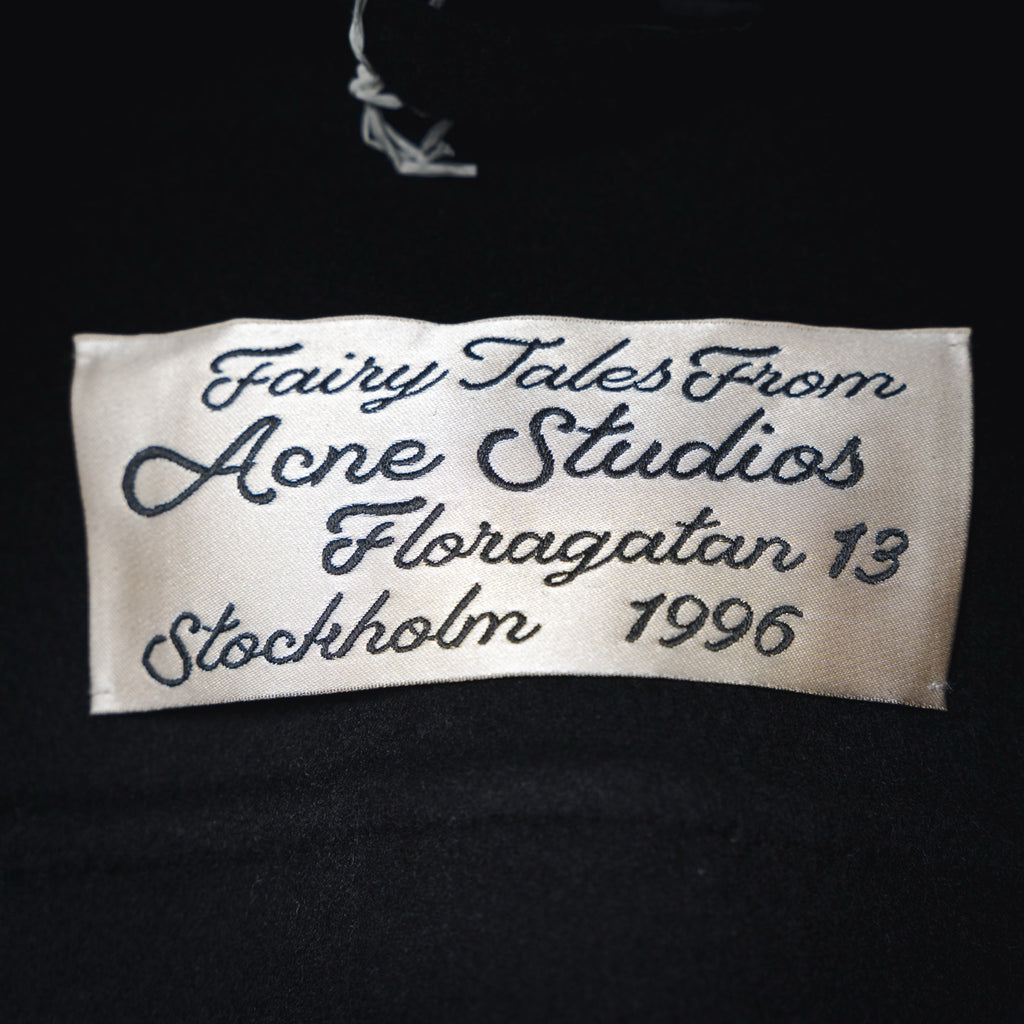 Fairy Tales From
Acne Studios
Floragatan 13
Stockholm 1996